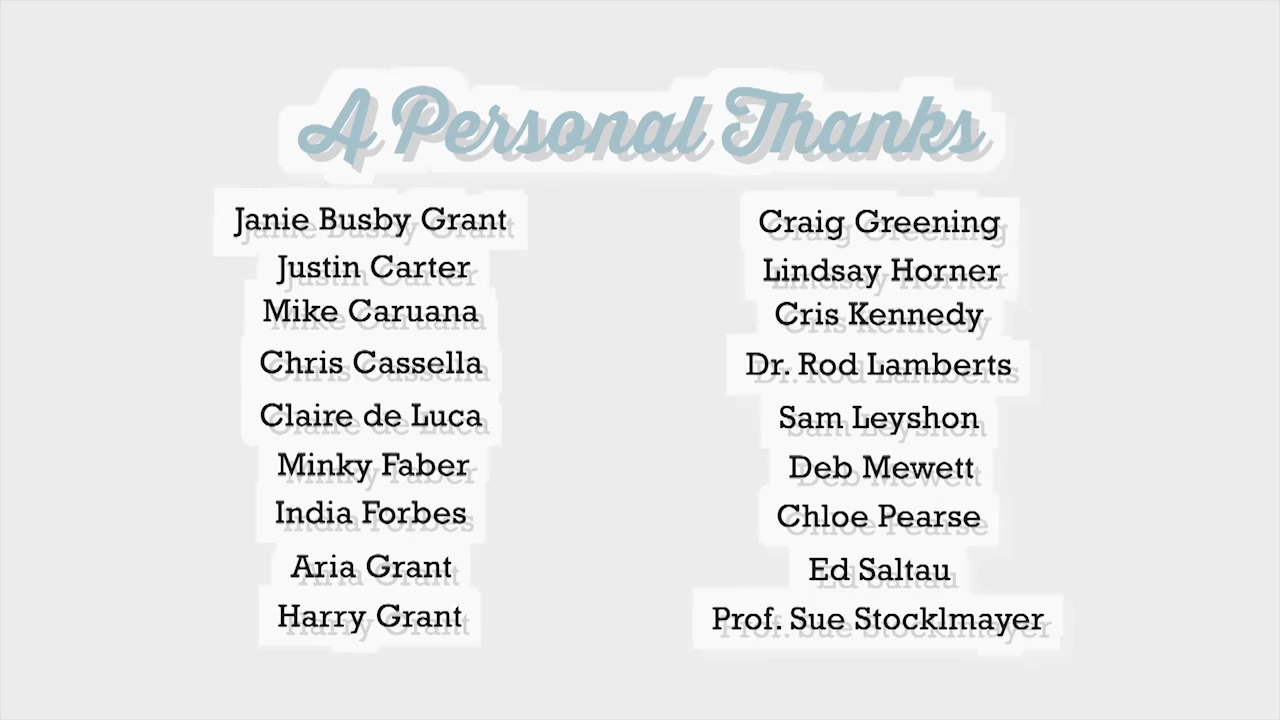 A Personal Thanks
Janie Busby Grant
Justin Carter
Mike Caruana
Chris Cassella
Claire de Luca
Minky Faber
India Forbes
Aria Grant
Harry Grant
Craig Greening
Lindsay Horner
Cris Kennedy
Dr. Rod Lamberts
Sam Leyshon
Deb Mewett
Chloe Pearse
Ed Saltau
Prof. Sue Stocklmayer